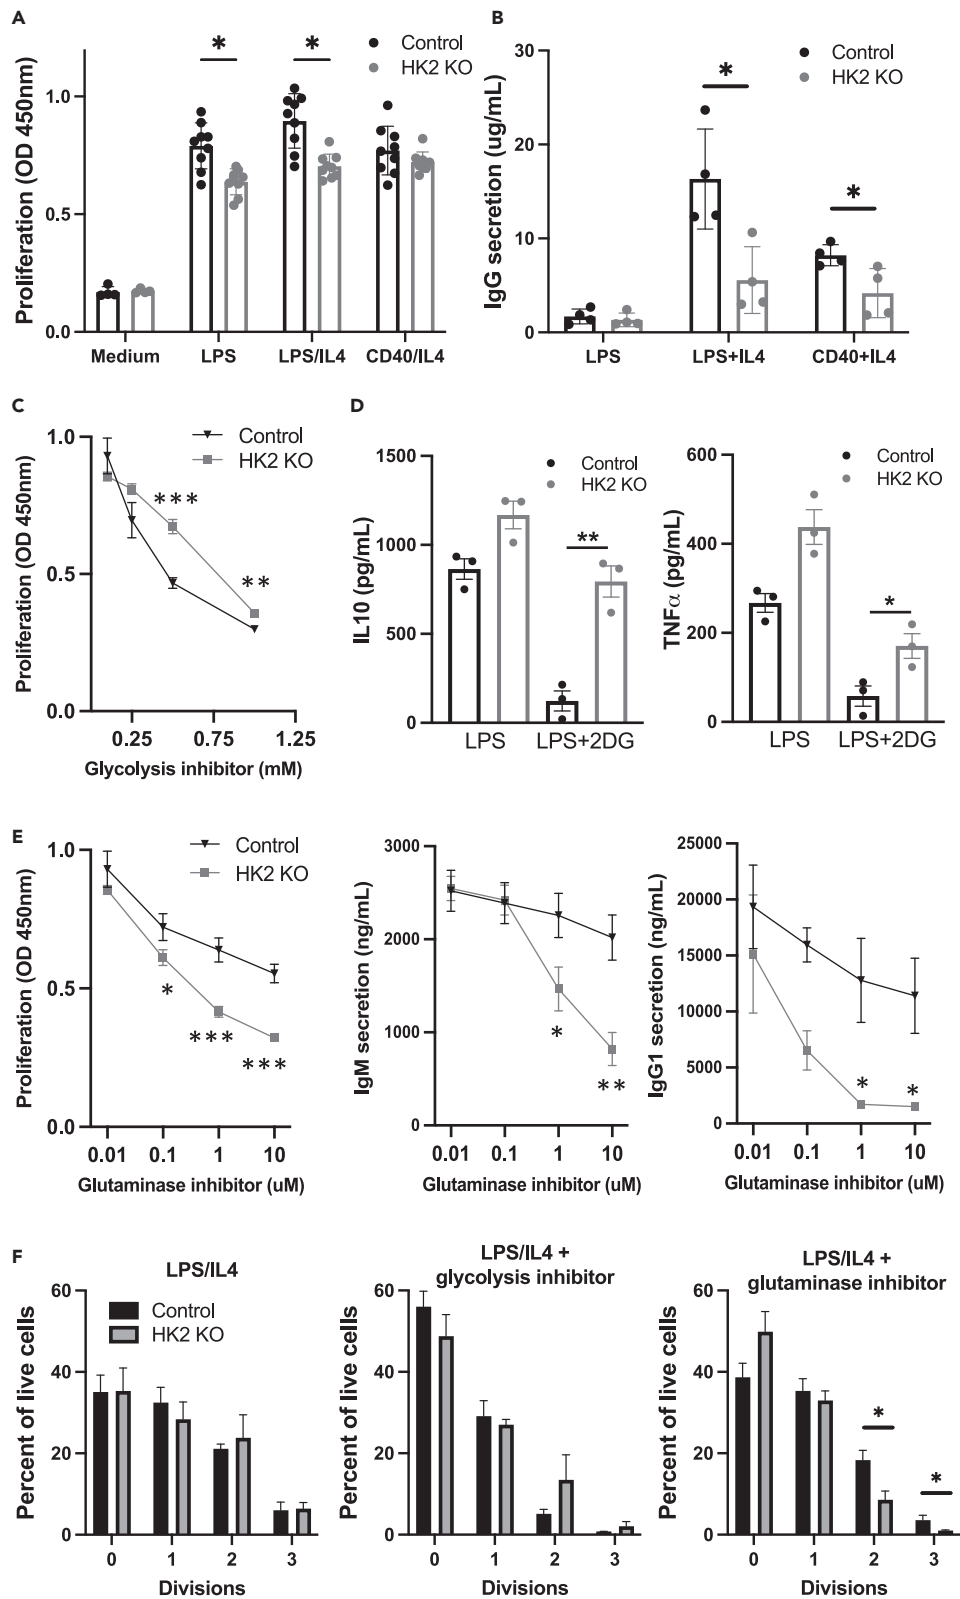 A
Control
HK2 KO
*
*
Proliferation (OD 450nm)
1.0
0.5
0.0
Medium
LPS
LPS/IL4
CD40/IL4
B
Control
HK2 KO
*
*
IgG secretion (ug/mL)
30
20
10
0
LPS
LPS+IL4
CD40+IL4
C
Control
HK2 KO
***
**
Proliferation (OD 450nm)
1.0
0.5
0.0
0.25
0.75
1.25
Glycolysis inhibitor (mM)
D
Control
HK2 KO
**
IL10 (pg/mL)
1500
1000
500
0
LPS
LPS+2DG
Control
HK2 KO
*
TNFα (pg/mL)
600
400
200
0
LPS
LPS+2DG
E
Control
HK2 KO
*
***
***
Proliferation (OD 450nm)
1.0
0.5
0.0
0.01
0.1
1
10
Glutaminase inhibitor (uM)
*
**
IgM secretion (ng/mL)
3000
2000
1000
0
0.01
0.1
1
10
Glutaminase inhibitor (uM)
*
*
IgG1 secretion (ng/mL)
25000
20000
15000
10000
5000
0
0.01
0.1
1
10
Glutaminase inhibitor (uM)
F
LPS/IL4
Control
HK2 KO
Percent of live cells
60
40
20
0
0
1
2
3
Divisions
LPS/IL4 +
glycolysis inhibitor
Percent of live cells
60
40
20
0
0
1
2
3
Divisions
LPS/IL4 +
glutaminase inhibitor
*
*
Percent of live cells
60
40
20
0
0
1
2
3
Divisions